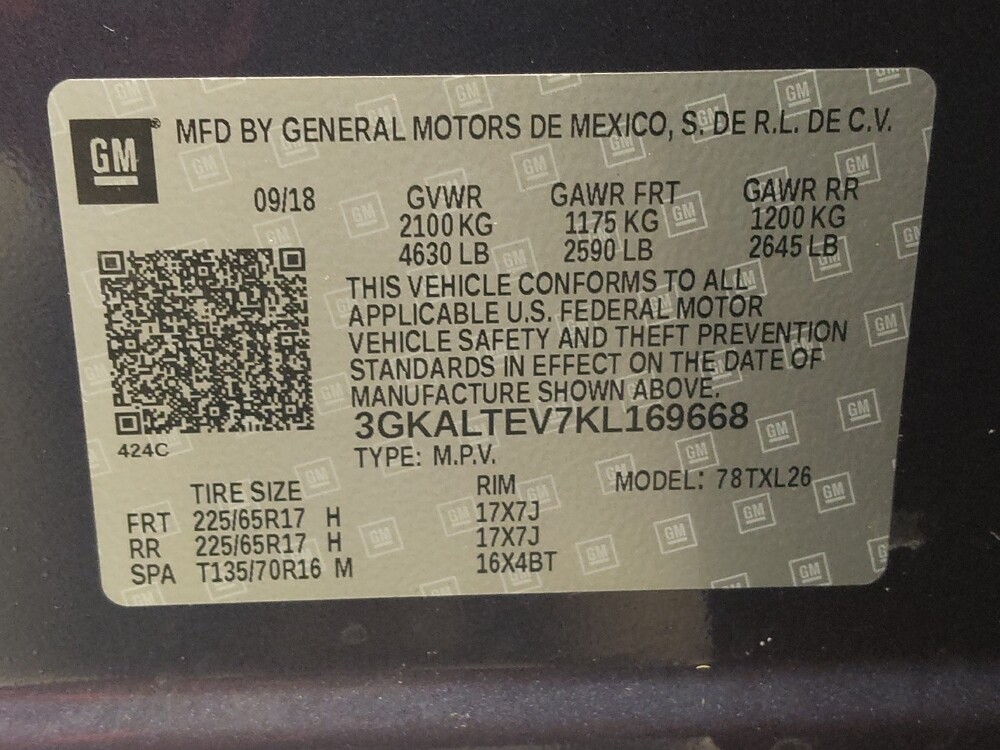 GM® MFD BY GENERAL MOTORS DE MEXICO, S. DE R.L. DE C.V.
09/18 GVWR GAWR FRT GAWR RR
2100 KG 1175 KG 1200 KG
4630 LB 2590 LB 2645 LB
THIS VEHICLE CONFORMS TO ALL
APPLICABLE U.S. FEDERAL MOTOR
VEHICLE SAFETY AND THEFT PREVENTION
STANDARDS IN EFFECT ON THE DATE OF
MANUFACTURE SHOWN ABOVE.
3GKALTEV7KL169668
424C
TYPE: M.P.V.
TIRE SIZE RIM MODEL: 78TXL26
FRT 225/65R17 H 17X7J
RR 225/65R17 H 17X7J
SPA T135/70R16 M 16X4BT